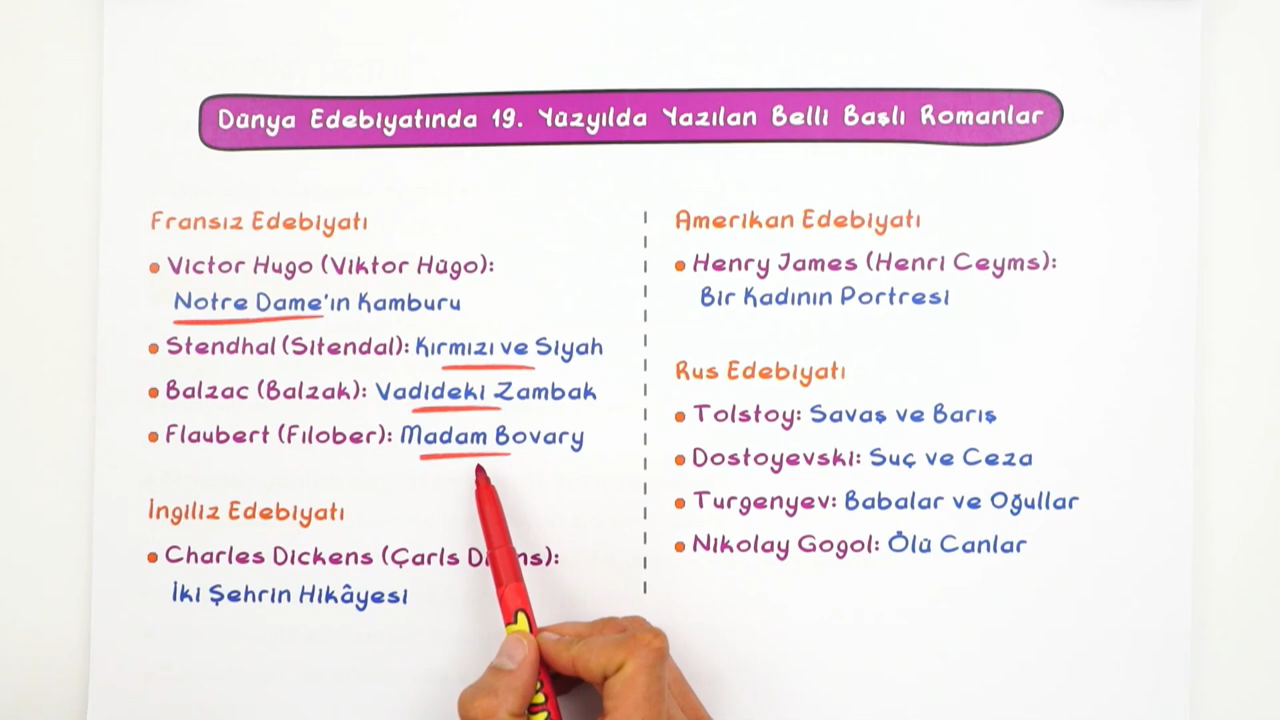 Dünya Edebiyatında 19. Yüzyılda Yazılan Belli Başlı Romanlar
Fransız Edebiyatı
• Victor Hugo (Viktor Hügo):
Notre Dame'ın Kamburu
• Stendhal (Sitendal): Kırmızı ve Siyah
• Balzac (Balzak): Vadideki Zambak
• Flaubert (Filober): Madam Bovary
İngiliz Edebiyatı
• Charles Dickens (Çarls
İki Şehrin Hikâyesi
Amerikan Edebiyatı
• Henry James (Henri Ceyms):
Bir Kadının Portresi
Rus Edebiyatı
• Tolstoy: Savaş ve Barış
• Dostoyevski: Suç ve Ceza
• Turgenyev: Babalar ve Oğullar
• Nikolay Gogol: Ölü Canlar